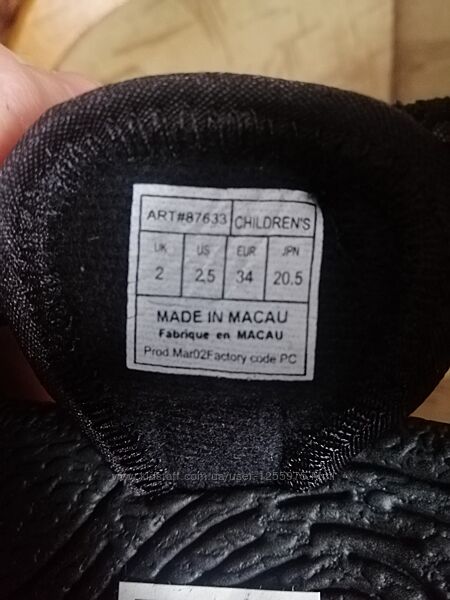 ART#87633 CHILDREN'S
UK US EUR JPN
2 2.5 34 20.5
MADE IN MACAU
Fabrique en MACAU
Prod.Mar02Factory code PC